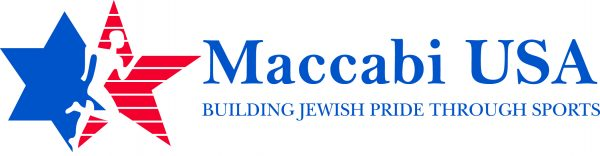 Maccabi USA
BUILDING JEWISH PRIDE THROUGH SPORTS